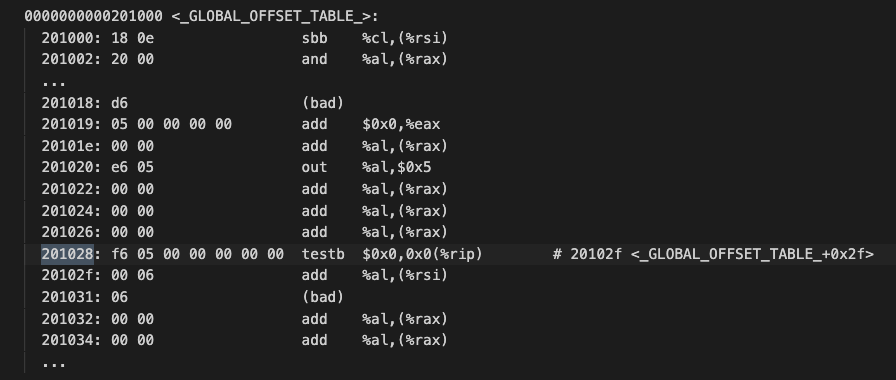 0000000000201000 <_GLOBAL_OFFSET_TABLE_>:
201000: 18 0e sbb %cl,(%rsi)
201002: 20 00 and %al,(%rax)
...
201018: d6 (bad)
201019: 05 00 00 00 00 add $0x0,%eax
20101e: 00 00 add %al,(%rax)
201020: e6 05 out %al,$0x5
201022: 00 00 add %al,(%rax)
201024: 00 00 add %al,(%rax)
201026: 00 00 add %al,(%rax)
201028: f6 05 00 00 00 00 00 testb $0x0,0x0(%rip) # 20102f <_GLOBAL_OFFSET_TABLE_+0x2f>
20102f: 00 06 add %al,(%rsi)
201031: 06 (bad)
201032: 00 00 add %al,(%rax)
201034: 00 00 add %al,(%rax)
...